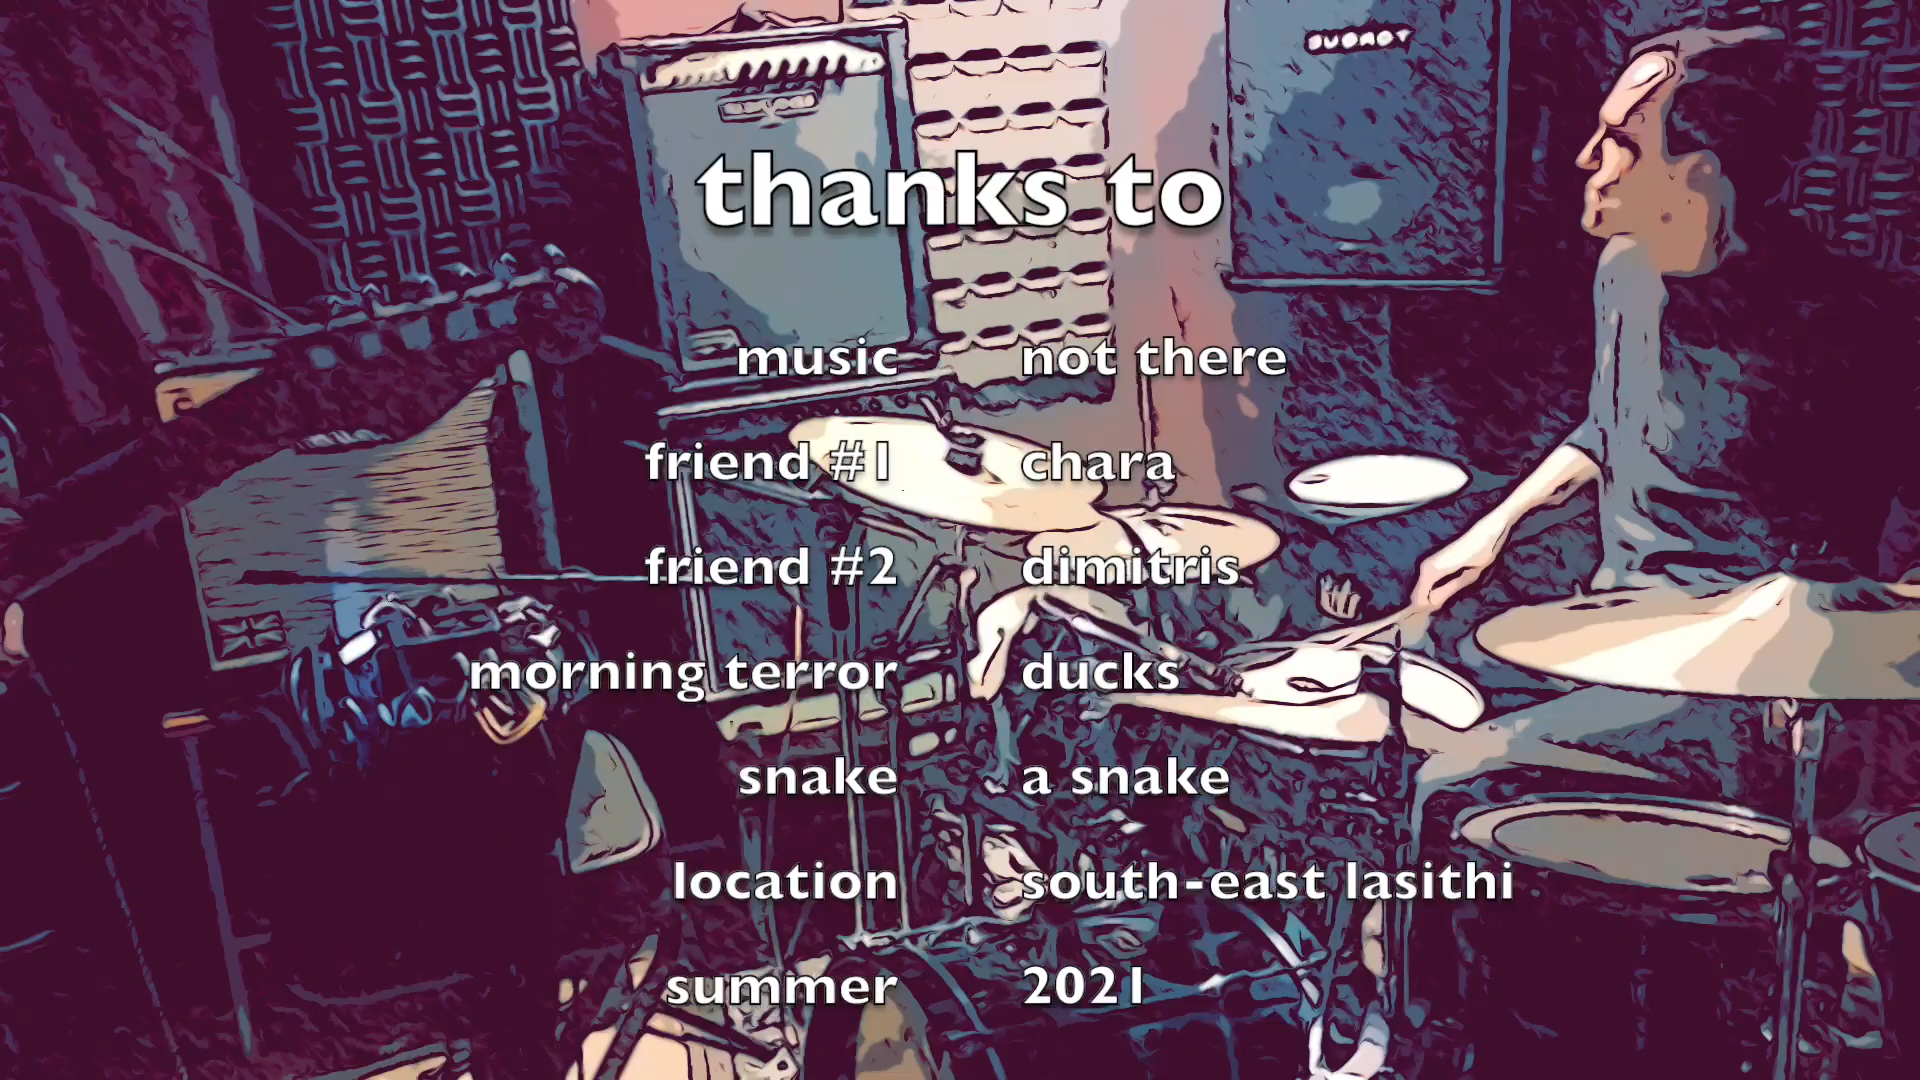 thanks to
music not there
friend #1 chara
friend #2 dimitris
morning terror ducks
snake a snake
location south-east lasithi
summer 2021